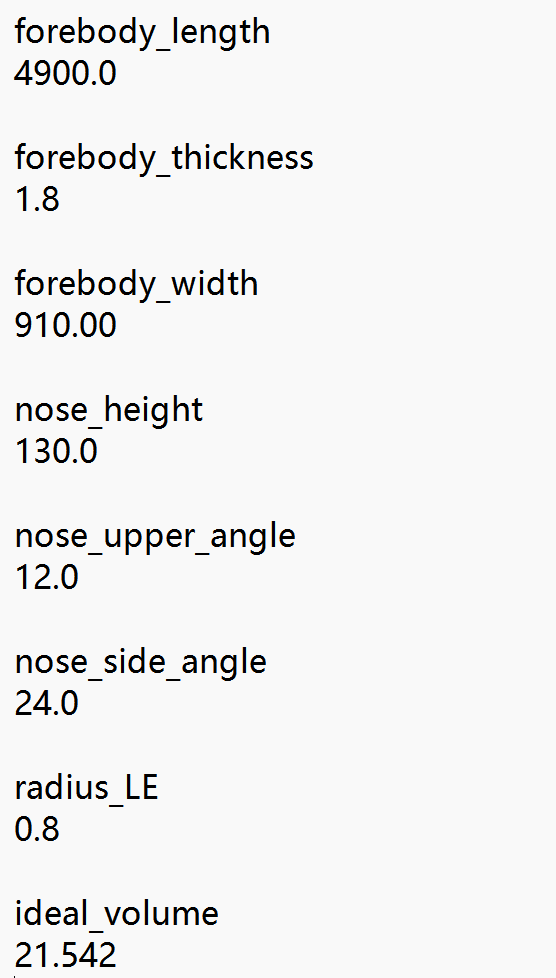 forebody_length
4900.0
forebody_thickness
1.8
forebody_width
910.00
nose_height
130.0
nose_upper_angle
12.0
nose_side_angle
24.0
radius_LE
0.8
ideal_volume
21.542